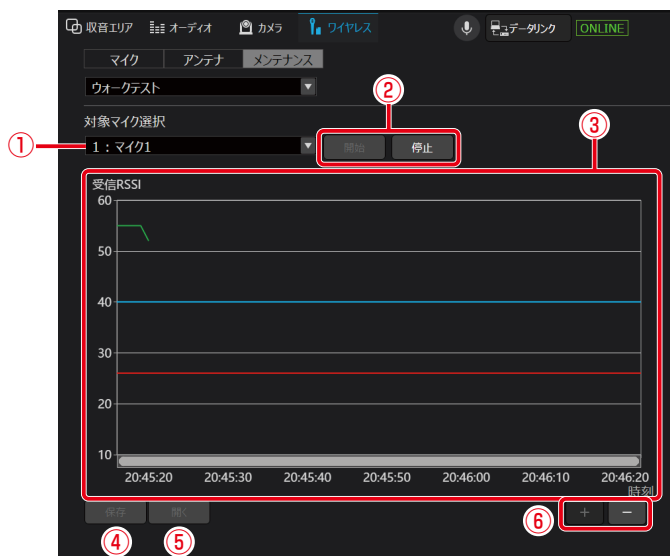 収音エリア オーディオ カメラ ワイヤレス データリンク ONLINE
マイク アンテナ メンテナンス
ウォークテスト
②
対象マイク選択
③
① 1：マイク1 開始 停止
受信RSSI
60
50
40
30
20
10
20:45:20 20:45:30 20:45:40 20:45:50 20:46:00 20:46:10 20:46:20
時刻
保存 開く + −
④ ⑤ ⑥